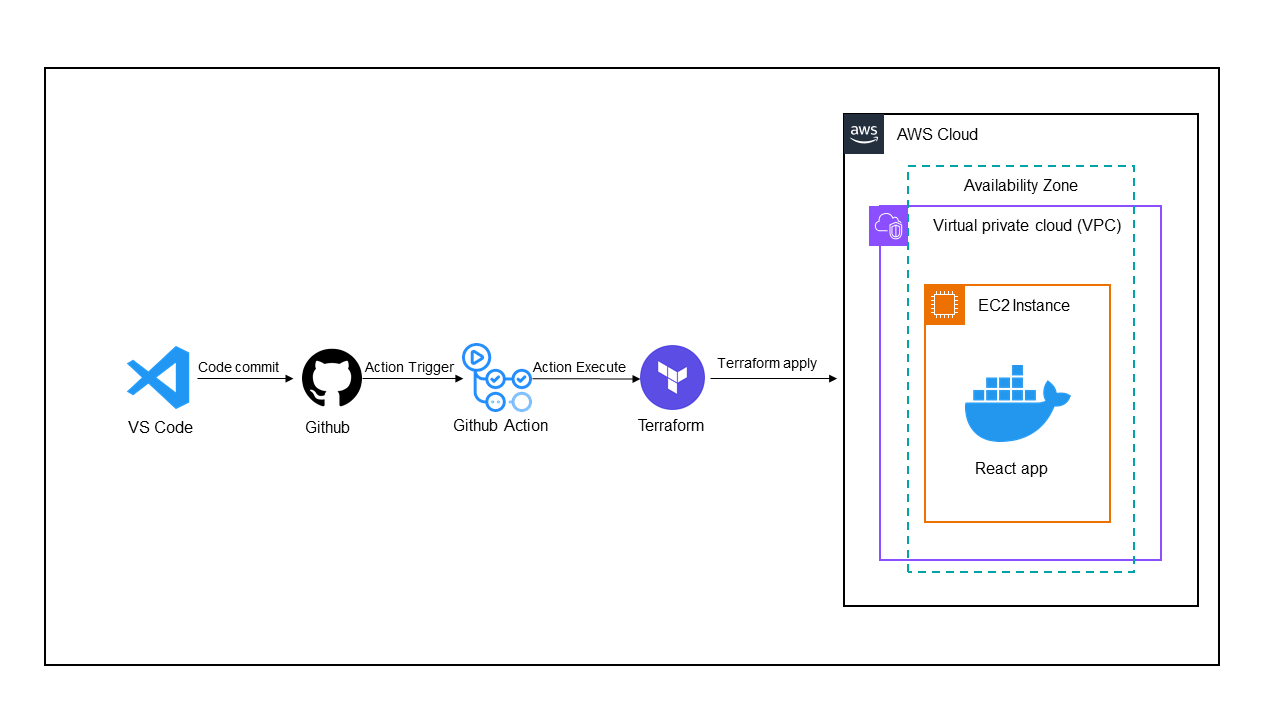 aws
AWS Cloud
Availability Zone
Virtual private cloud (VPC)
EC2 Instance
Code commit
Action Trigger
Action Execute
Terraform apply
VS Code
Github
Github Action
Terraform
React app